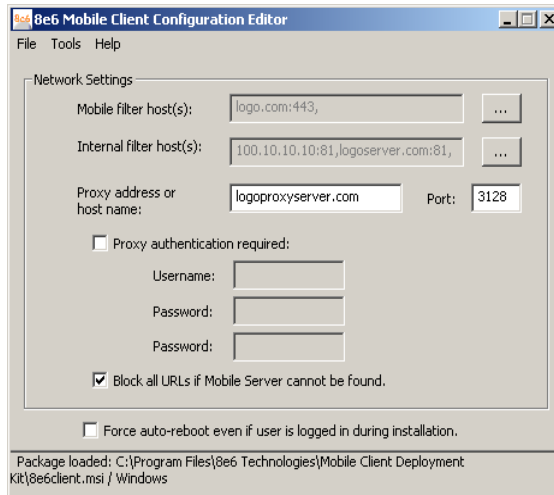 8e6 8e6 Mobile Client Configuration Editor
File Tools Help
Network Settings
Mobile filter host(s): logo.com:443, ...
Internal filter host(s): 100.10.10.10:81,logoserver.com:81, ...
Proxy address or
host name: logoproxyserver.com Port: 3128
Proxy authentication required:
Username:
Password:
Password:
Block all URLs if Mobile Server cannot be found.
Force auto-reboot even if user is logged in during installation.
Package loaded: C:\Program Files\8e6 Technologies\Mobile Client Deployment
Kit\8e6client.msi / Windows